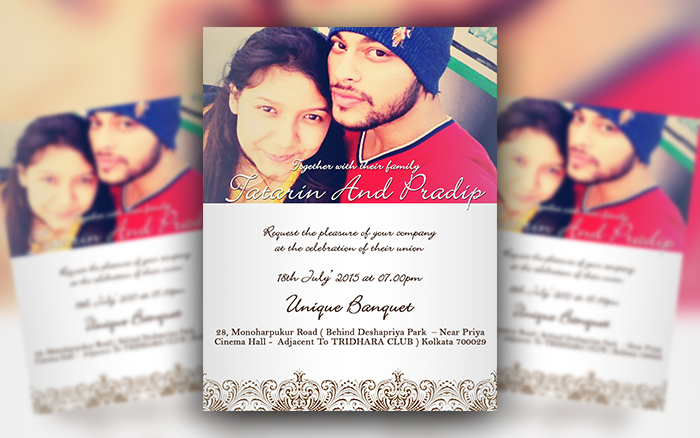 Together with their family
Tatarin And Pradip
Request the pleasure of your company
at the celebration of their union
18th July' 2015 at 07.00pm
Unique Banquet
28, Monoharpukur Road ( Behind Deshapriya Park – Near Priya
Cinema Hall - Adjacent To TRIDHARA CLUB ) Kolkata 700029